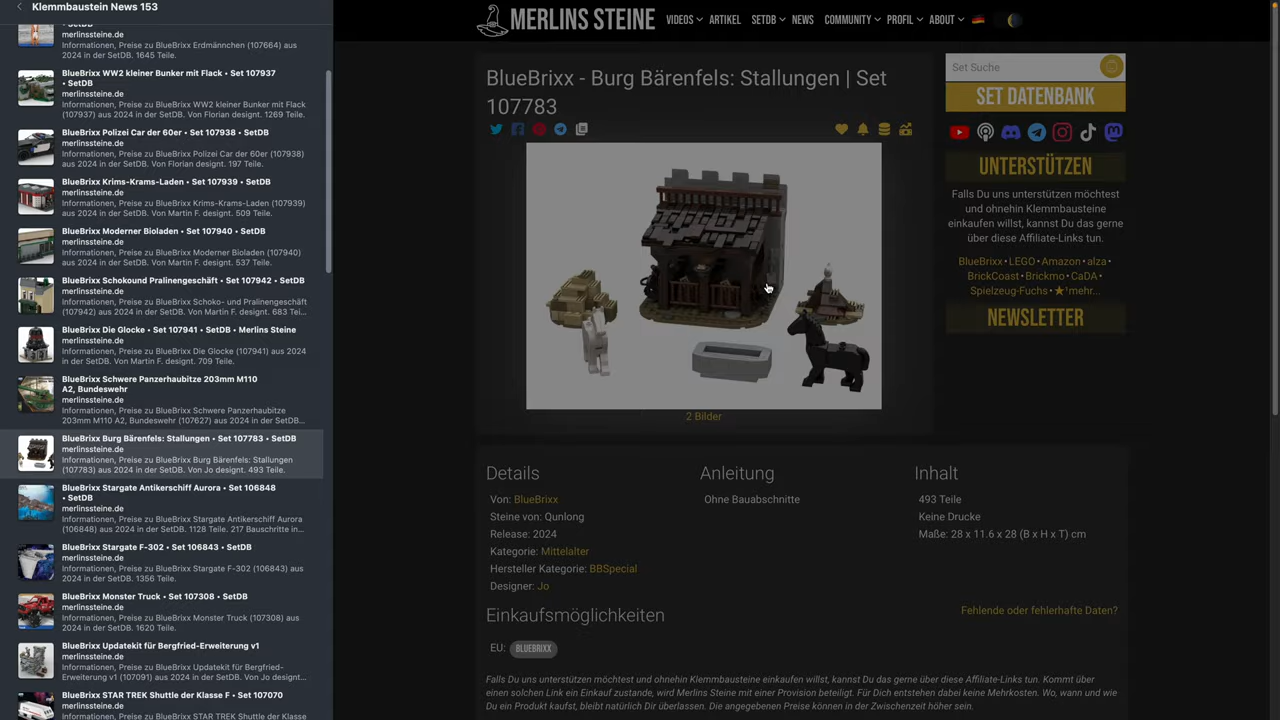 Klemmbaustein News 153
merlinssteine.de
Informationen, Preise zu BlueBrixx Erdmännchen (107664) aus
2024 in der SetDB. 1645 Teile.
BlueBrixx WW2 kleiner Bunker mit Flack • Set 107937
• SetDB
merlinssteine.de
Informationen, Preise zu BlueBrixx WW2 kleiner Bunker mit Flack
(107937) aus 2024 in der SetDB. Von Florian designt. 1269 Teile.
BlueBrixx Polizei Car der 60er • Set 107938 • SetDB
merlinssteine.de
Informationen, Preise zu BlueBrixx Polizei Car der 60er (107938)
aus 2024 in der SetDB. Von Florian designt. 197 Teile.
BlueBrixx Krims-Krams-Laden • Set 107939 • SetDB
merlinssteine.de
Informationen, Preise zu BlueBrixx Krims-Krams-Laden (107939)
aus 2024 in der SetDB. Von Martin F. designt. 509 Teile.
BlueBrixx Moderner Bioladen • Set 107940 • SetDB
merlinssteine.de
Informationen, Preise zu BlueBrixx Moderner Bioladen (107940)
aus 2024 in der SetDB. Von Martin F. designt. 537 Teile.
BlueBrixx Schokound Pralinengeschäft • Set 107942 • SetDB
merlinssteine.de
Informationen, Preise zu BlueBrixx Schoko- und Pralinengeschäft
(107942) aus 2024 in der SetDB. Von Martin F. designt. 683 Tei...
BlueBrixx Die Glocke • Set 107941 • SetDB • Merlins Steine
merlinssteine.de
Informationen, Preise zu BlueBrixx Die Glocke (107941) aus 2024
in der SetDB. Von Martin F. designt. 709 Teile.
BlueBrixx Schwere Panzerhaubitze 203mm M110
A2, Bundeswehr
merlinssteine.de
Informationen, Preise zu BlueBrixx Schwere Panzerhaubitze
203mm M110 A2, Bundeswehr (107627) aus 2024 in der SetDB...
BlueBrixx Burg Bärenfels: Stallungen • Set 107783 • SetDB
merlinssteine.de
Informationen, Preise zu BlueBrixx Burg Bärenfels: Stallungen
(107783) aus 2024 in der SetDB. Von Jo designt. 493 Teile.
BlueBrixx Stargate Antikerschiff Aurora • Set 106848
• SetDB
merlinssteine.de
Informationen, Preise zu BlueBrixx Stargate Antikerschiff Aurora
(106848) aus 2024 in der SetDB. 1128 Teile. 217 Bauschritte in...
BlueBrixx Stargate F-302 • Set 106843 • SetDB
merlinssteine.de
Informationen, Preise zu BlueBrixx Stargate F-302 (106843) aus
2024 in der SetDB. 1356 Teile.
BlueBrixx Monster Truck • Set 107308 • SetDB
merlinssteine.de
Informationen, Preise zu BlueBrixx Monster Truck (107308) aus
2024 in der SetDB. 1620 Teile.
BlueBrixx Updatekit für Bergfried-Erweiterung v1
merlinssteine.de
Informationen, Preise zu BlueBrixx Updatekit für Bergfried-
Erweiterung v1 (107091) aus 2024 in der SetDB. Von Jo design...
BlueBrixx STAR TREK Shuttle der Klasse F • Set 107070
merlinssteine.de
Informationen, Preise zu BlueBrixx STAR TREK Shuttle der Klasse
MERLINS STEINE
VIDEOS ARTIKEL SETDB NEWS COMMUNITY PROFIL ABOUT
BlueBrixx - Burg Bärenfels: Stallungen | Set
107783
2 Bilder
Details
Von: BlueBrixx
Steine von: Qunlong
Release: 2024
Kategorie: Mittelalter
Hersteller Kategorie: BBSpecial
Designer: Jo
Anleitung
Ohne Bauabschnitte
Inhalt
493 Teile
Keine Drucke
Maße: 28 x 11.6 x 28 (B x H x T) cm
Einkaufsmöglichkeiten
Fehlende oder fehlerhafte Daten?
EU: BLUEBRIXX
Falls Du uns unterstützen möchtest und ohnehin Klemmbausteine einkaufen willst, kannst Du das gerne über diese Affiliate-Links tun. Kommt über
einen solchen Link ein Einkauf zustande, wird Merlins Steine mit einer Provision beteiligt. Für Dich entstehen dabei keine Mehrkosten. Wo, wann und wie
Du ein Produkt kaufst, bleibt natürlich Dir überlassen. Die angegebenen Preise können in der Zwischenzeit höher sein.
Set Suche
SET DATENBANK
UNTERSTÜTZEN
Falls Du uns unterstützen möchtest
und ohnehin Klemmbausteine
einkaufen willst, kannst Du das gerne
über diese Affiliate-Links tun.
BlueBrixx • LEGO • Amazon • alza •
BrickCoast • Brickmo • CaDA •
Spielzeug-Fuchs • ★¹mehr...
NEWSLETTER